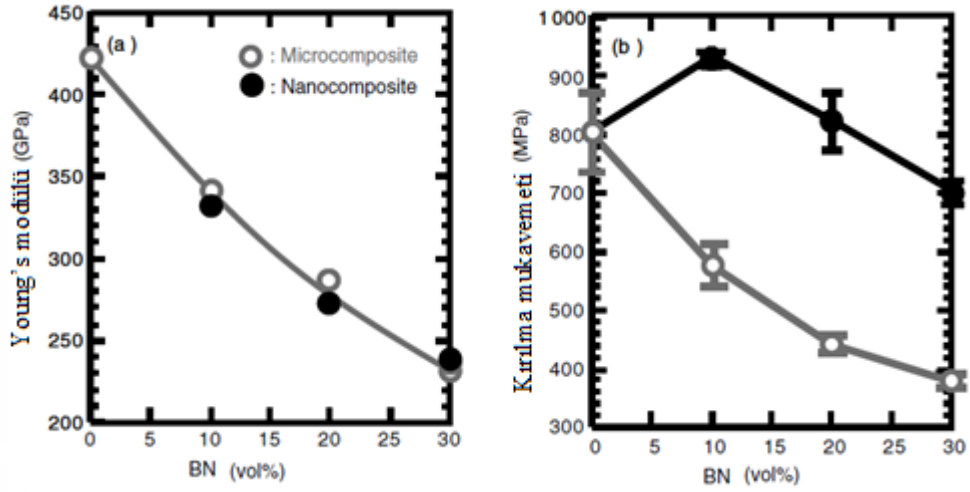 (a)
: Microcomposite
: Nanocomposite
Young's modülü (GPa)
450
400
350
300
250
200
0 5 10 15 20 25 30
BN (vol%)
(b)
Kırılma mukavemeti (MPa)
1 000
900
800
700
600
500
400
300
0 5 10 15 20 25 30
BN (vol%)